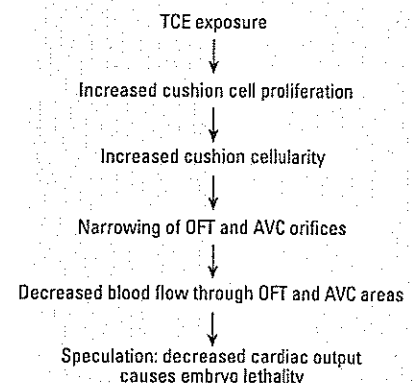 TCE exposure
Increased cushion cell proliferation
Increased cushion cellularity
Narrowing of OFT and AVC orifices
Decreased blood flow through OFT and AVC areas
Speculation: decreased cardiac output
causes embryo lethality